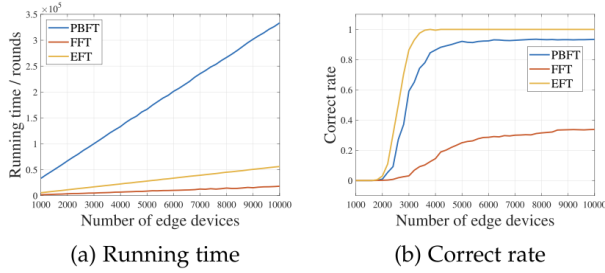 ×10⁵
3.5
3
2.5
2
1.5
1
0.5
0
Running time / rounds
PBFT
FFT
EFT
1000 2000 3000 4000 5000 6000 7000 8000 9000 10000
Number of edge devices
(a) Running time
1
0.8
0.6
0.4
0.2
0
Correct rate
PBFT
FFT
EFT
1000 2000 3000 4000 5000 6000 7000 8000 9000 10000
Number of edge devices
(b) Correct rate